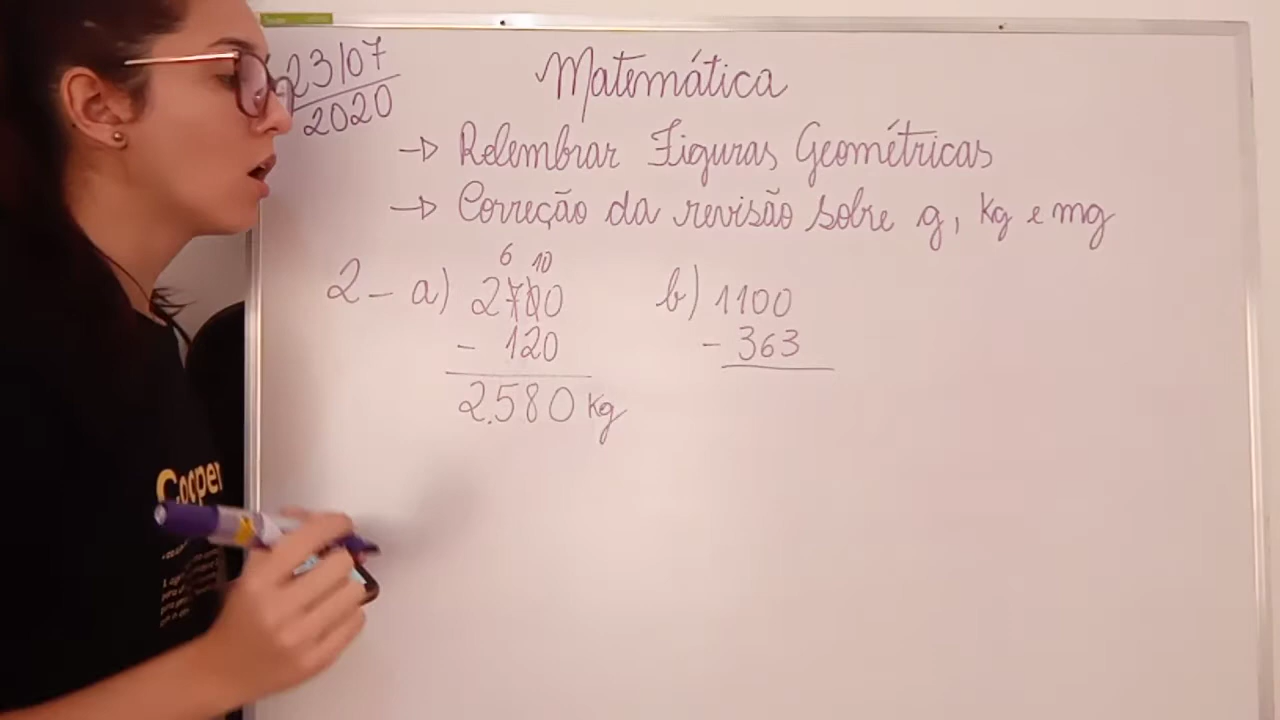 23/07
2020
Matemática
→ Relembrar Figuras Geométricas
→ Correção da revisão sobre g, kg e mg
6 10
2- a) 2700
- 120
2.580 kg
b) 1100
- 363
Cocper